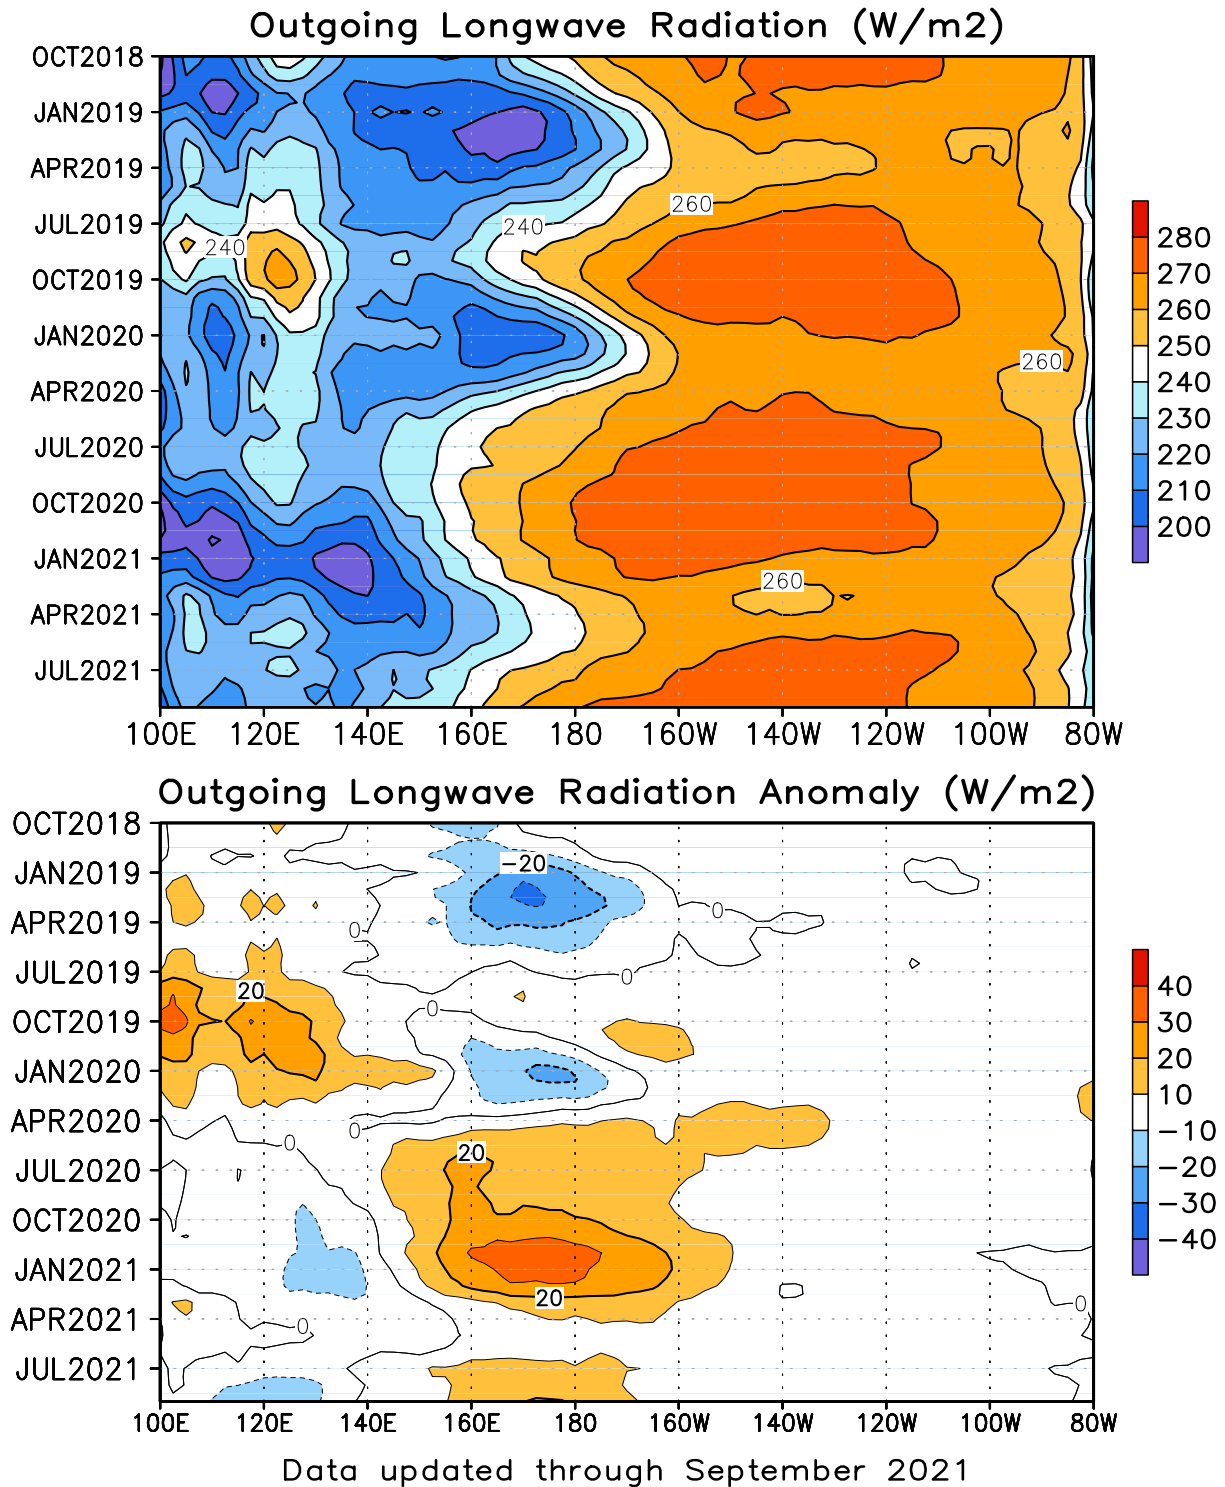 Outgoing Longwave Radiation (W/m2)
OCT2018
JAN2019
APR2019
JUL2019
OCT2019
JAN2020
APR2020
JUL2020
OCT2020
JAN2021
APR2021
JUL2021
260
240
240
260
260
100E 120E 140E 160E 180 160W 140W 120W 100W 80W
280
270
260
250
240
230
220
210
200
Outgoing Longwave Radiation Anomaly (W/m2)
OCT2018
JAN2019
APR2019
JUL2019
OCT2019
JAN2020
APR2020
JUL2020
OCT2020
JAN2021
APR2021
JUL2021
-20
0
0
0
20
0
0
0
20
20
0
0
100E 120E 140E 160E 180 160W 140W 120W 100W 80W
40
30
20
10
-10
-20
-30
-40
Data updated through September 2021